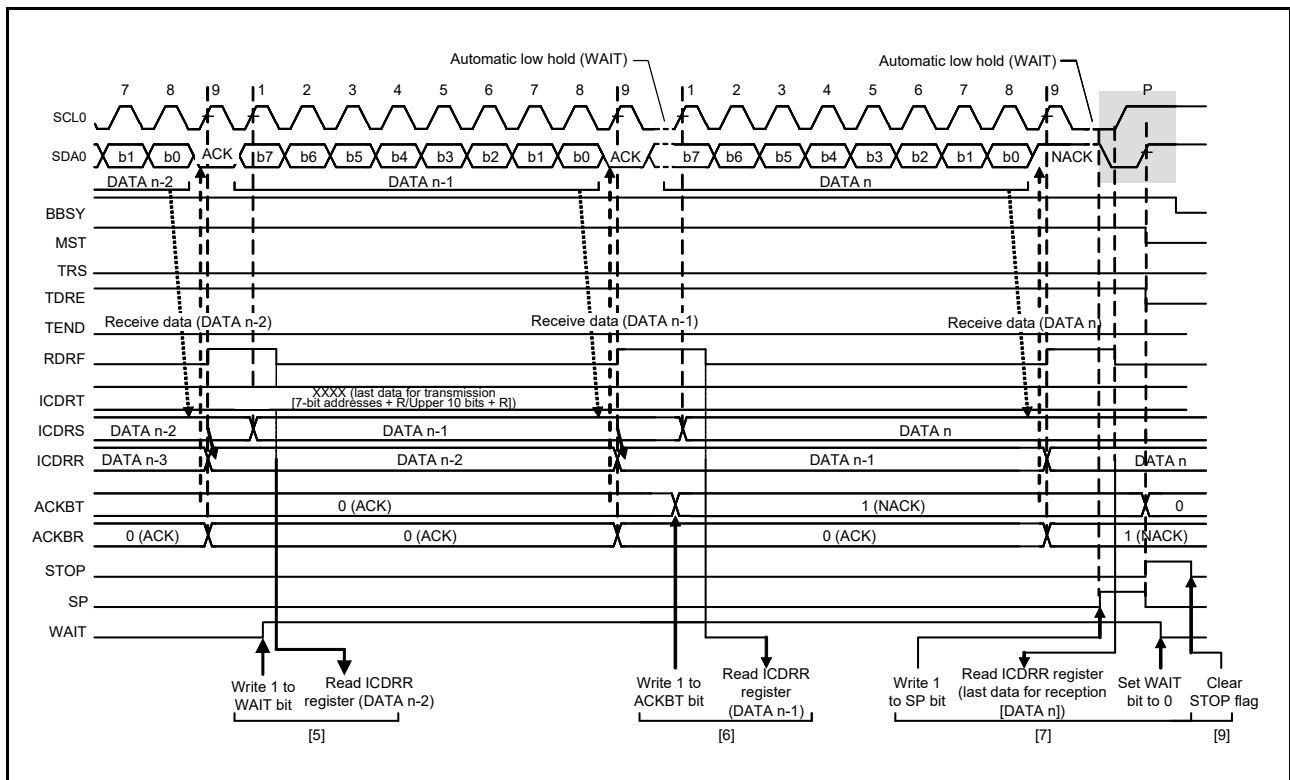 Automatic low hold (WAIT)
Automatic low hold (WAIT)
7 8 9 1 2 3 4 5 6 7 8 9 1 2 3 4 5 6 7 8 9 P
SCL0
SDA0 b1 b0 ACK b7 b6 b5 b4 b3 b2 b1 b0 ACK b7 b6 b5 b4 b3 b2 b1 b0 NACK
DATA n-2 DATA n-1 DATA n
BBSY
MST
TRS
TDRE
Receive data (DATA n-2) Receive data (DATA n-1) Receive data (DATA n)
TEND
RDRF
XXXX (last data for transmission
ICDRT
[7-bit addresses + R/Upper 10 bits + R])
ICDRS DATA n-2 DATA n-1 DATA n
ICDRR DATA n-3 DATA n-2 DATA n-1 DATA n
ACKBT 0 (ACK) 1 (NACK) 0
ACKBR 0 (ACK) 0 (ACK) 0 (ACK) 1 (NACK)
STOP
SP
WAIT
Write 1 to
WAIT bit
Read ICDRR
register (DATA n-2)
[5]
Write 1 to
ACKBT bit
Read ICDRR
register
(DATA n-1)
[6]
Write 1
to SP bit
Read ICDRR register
(last data for reception
[DATA n])
Set WAIT
bit to 0
[7]
Clear
STOP flag
[9]